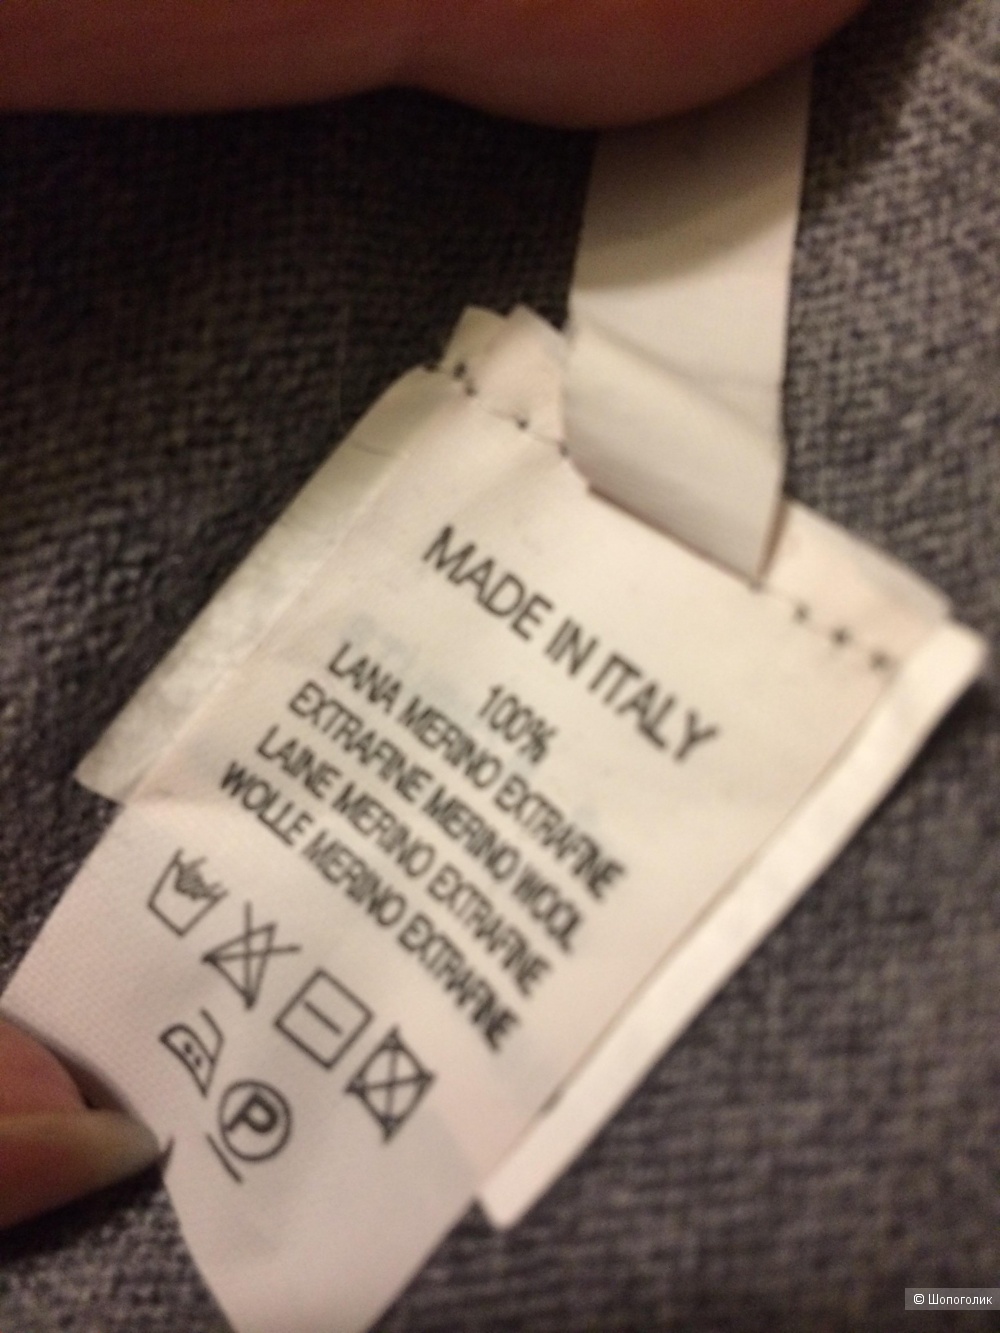 MADE IN ITALY
100%
LANA MERINO EXTRAFINE
EXTRAFINE MERINO WOOL
LAINE MERINO EXTRAFINE
WOLLE MERINO EXTRAFINE
P
© Шопоголик